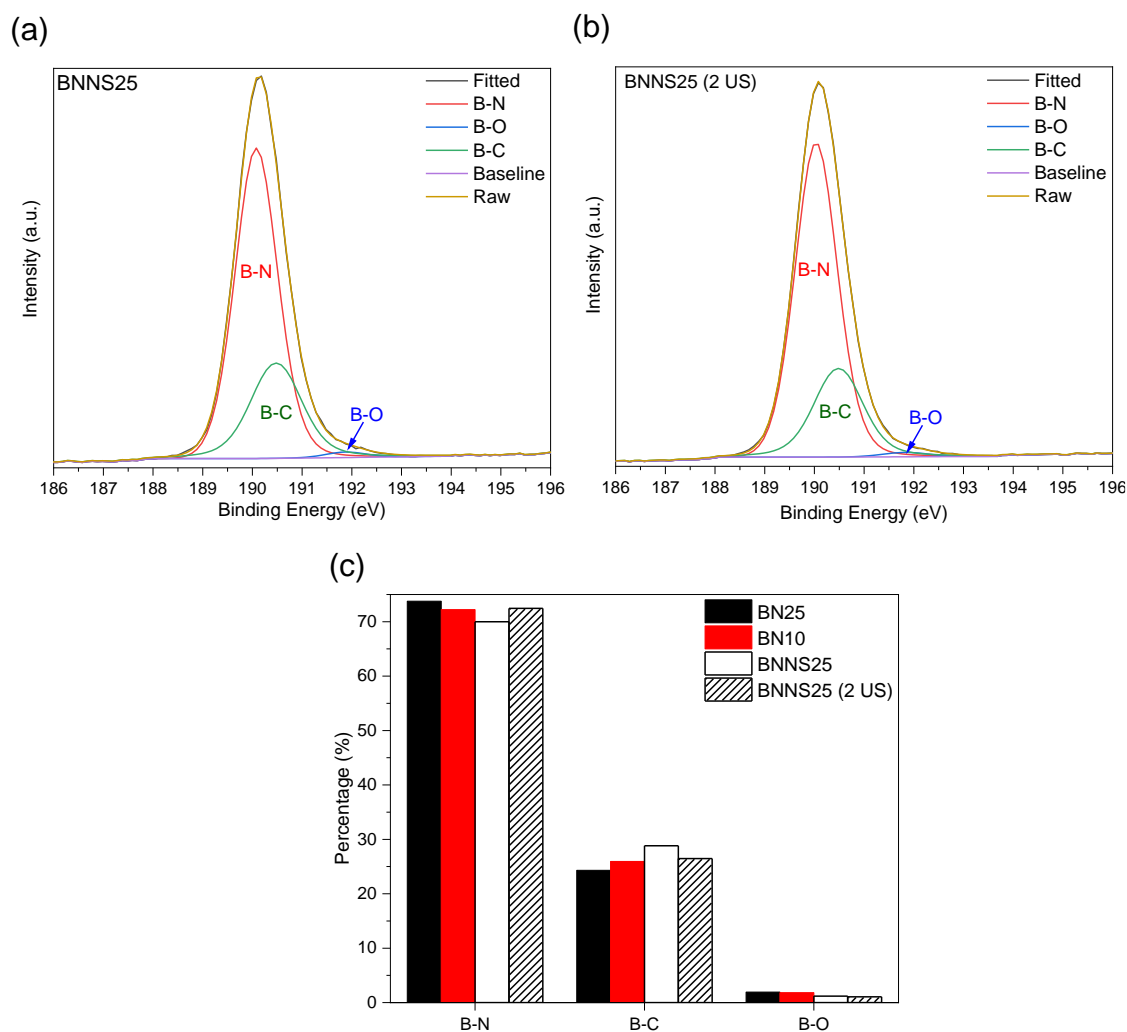 (a)
BNNS25
Fitted
B-N
B-O
B-C
Baseline
Raw
B-N
B-C
B-O
Intensity (a.u.)
186 187 188 189 190 191 192 193 194 195 196
Binding Energy (eV)
(b)
BNNS25 (2 US)
Fitted
B-N
B-O
B-C
Baseline
Raw
B-N
B-C
B-O
Intensity (a.u.)
186 187 188 189 190 191 192 193 194 195 196
Binding Energy (eV)
(c)
BN25
BN10
BNNS25
BNNS25 (2 US)
Percentage (%)
70
60
50
40
30
20
10
0
B-N B-C B-O